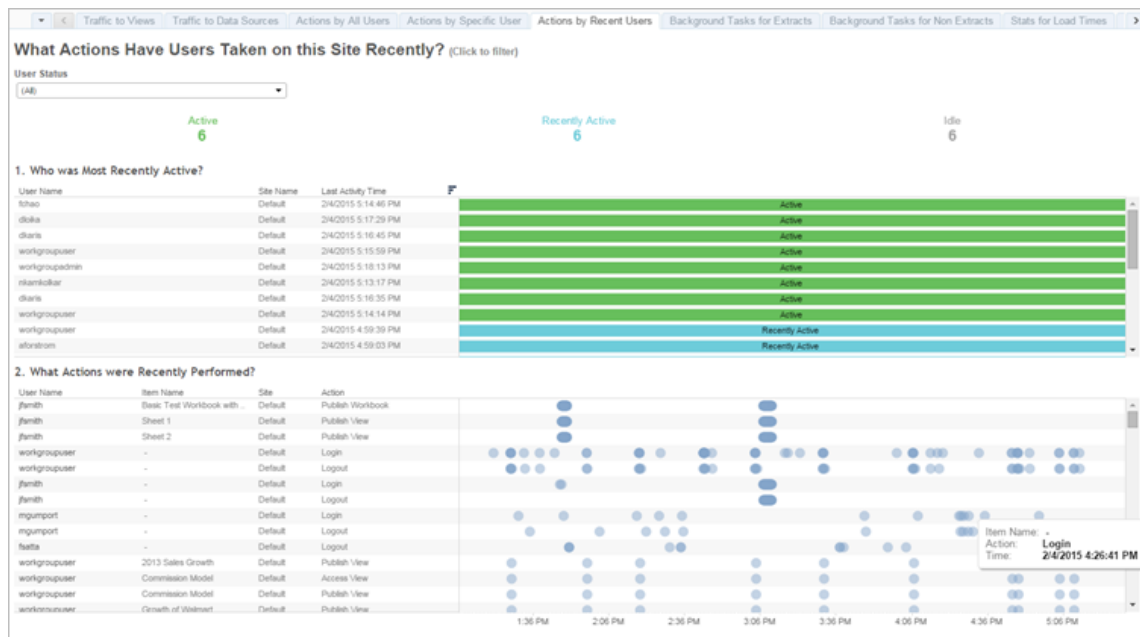 Traffic to Views Traffic to Data Sources Actions by All Users Actions by Specific User Actions by Recent Users Background Tasks for Extracts Background Tasks for Non Extracts Stats for Load Times
What Actions Have Users Taken on this Site Recently? (Click to filter)
User Status
(All)
Active Recently Active Idle
6 6 6
1. Who was Most Recently Active?
User Name Site Name Last Activity Time
fchao Default 2/4/2015 5:14:46 PM Active
dloka Default 2/4/2015 5:17:29 PM Active
dkaris Default 2/4/2015 5:16:45 PM Active
workgroupuser Default 2/4/2015 5:15:59 PM Active
workgroupadmin Default 2/4/2015 5:18:13 PM Active
nkamkolkar Default 2/4/2015 5:13:17 PM Active
dkaris Default 2/4/2015 5:16:35 PM Active
workgroupuser Default 2/4/2015 5:14:14 PM Active
workgroupuser Default 2/4/2015 4:59:39 PM Recently Active
aforstrom Default 2/4/2015 4:59:03 PM Recently Active
2. What Actions were Recently Performed?
User Name Item Name Site Action
jfsmith Basic Test Workbook with ... Default Publish Workbook
jfsmith Sheet 1 Default Publish View
jfsmith Sheet 2 Default Publish View
workgroupuser - Default Login
workgroupuser - Default Logout
jfsmith - Default Login
jfsmith - Default Logout
mgumport - Default Login
mgumport - Default Logout
fsatta - Default Logout
workgroupuser 2013 Sales Growth Default Publish View
workgroupuser Commission Model Default Access View
workgroupuser Commission Model Default Publish View
workgroupuser Growth of Walmart Default Publish View
Item Name: -
Action: Login
Time: 2/4/2015 4:26:41 PM
1:36 PM 2:06 PM 2:36 PM 3:06 PM 3:36 PM 4:06 PM 4:36 PM 5:06 PM